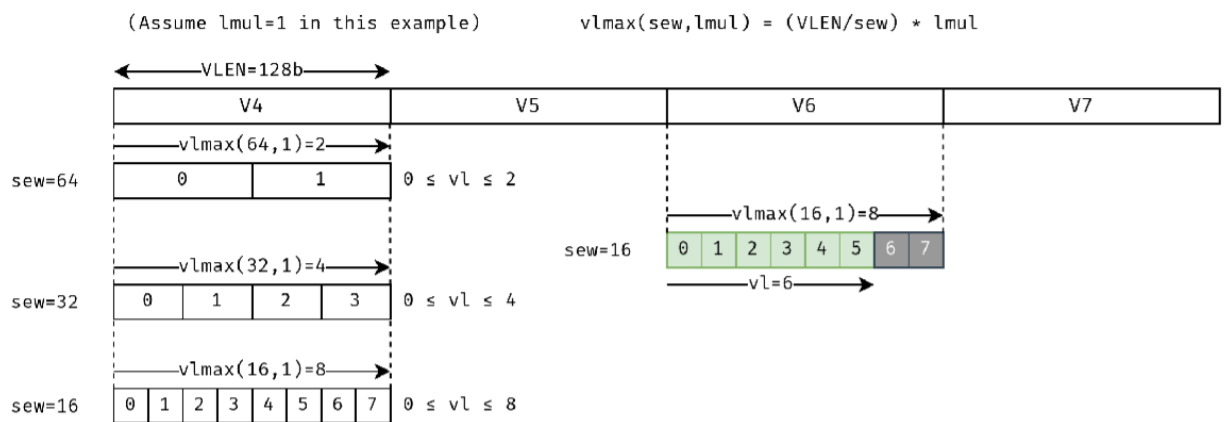 (Assume lmul=1 in this example) vlmax(sew,lmul) = (VLEN/sew) * lmul
VLEN=128b
V4 V5 V6 V7
vlmax(64,1)=2
sew=64 0 1 0 ≤ vl ≤ 2
vlmax(16,1)=8
sew=16 0 1 2 3 4 5 6 7
vl=6
vlmax(32,1)=4
sew=32 0 1 2 3 0 ≤ vl ≤ 4
vlmax(16,1)=8
sew=16 0 1 2 3 4 5 6 7 0 ≤ vl ≤ 8